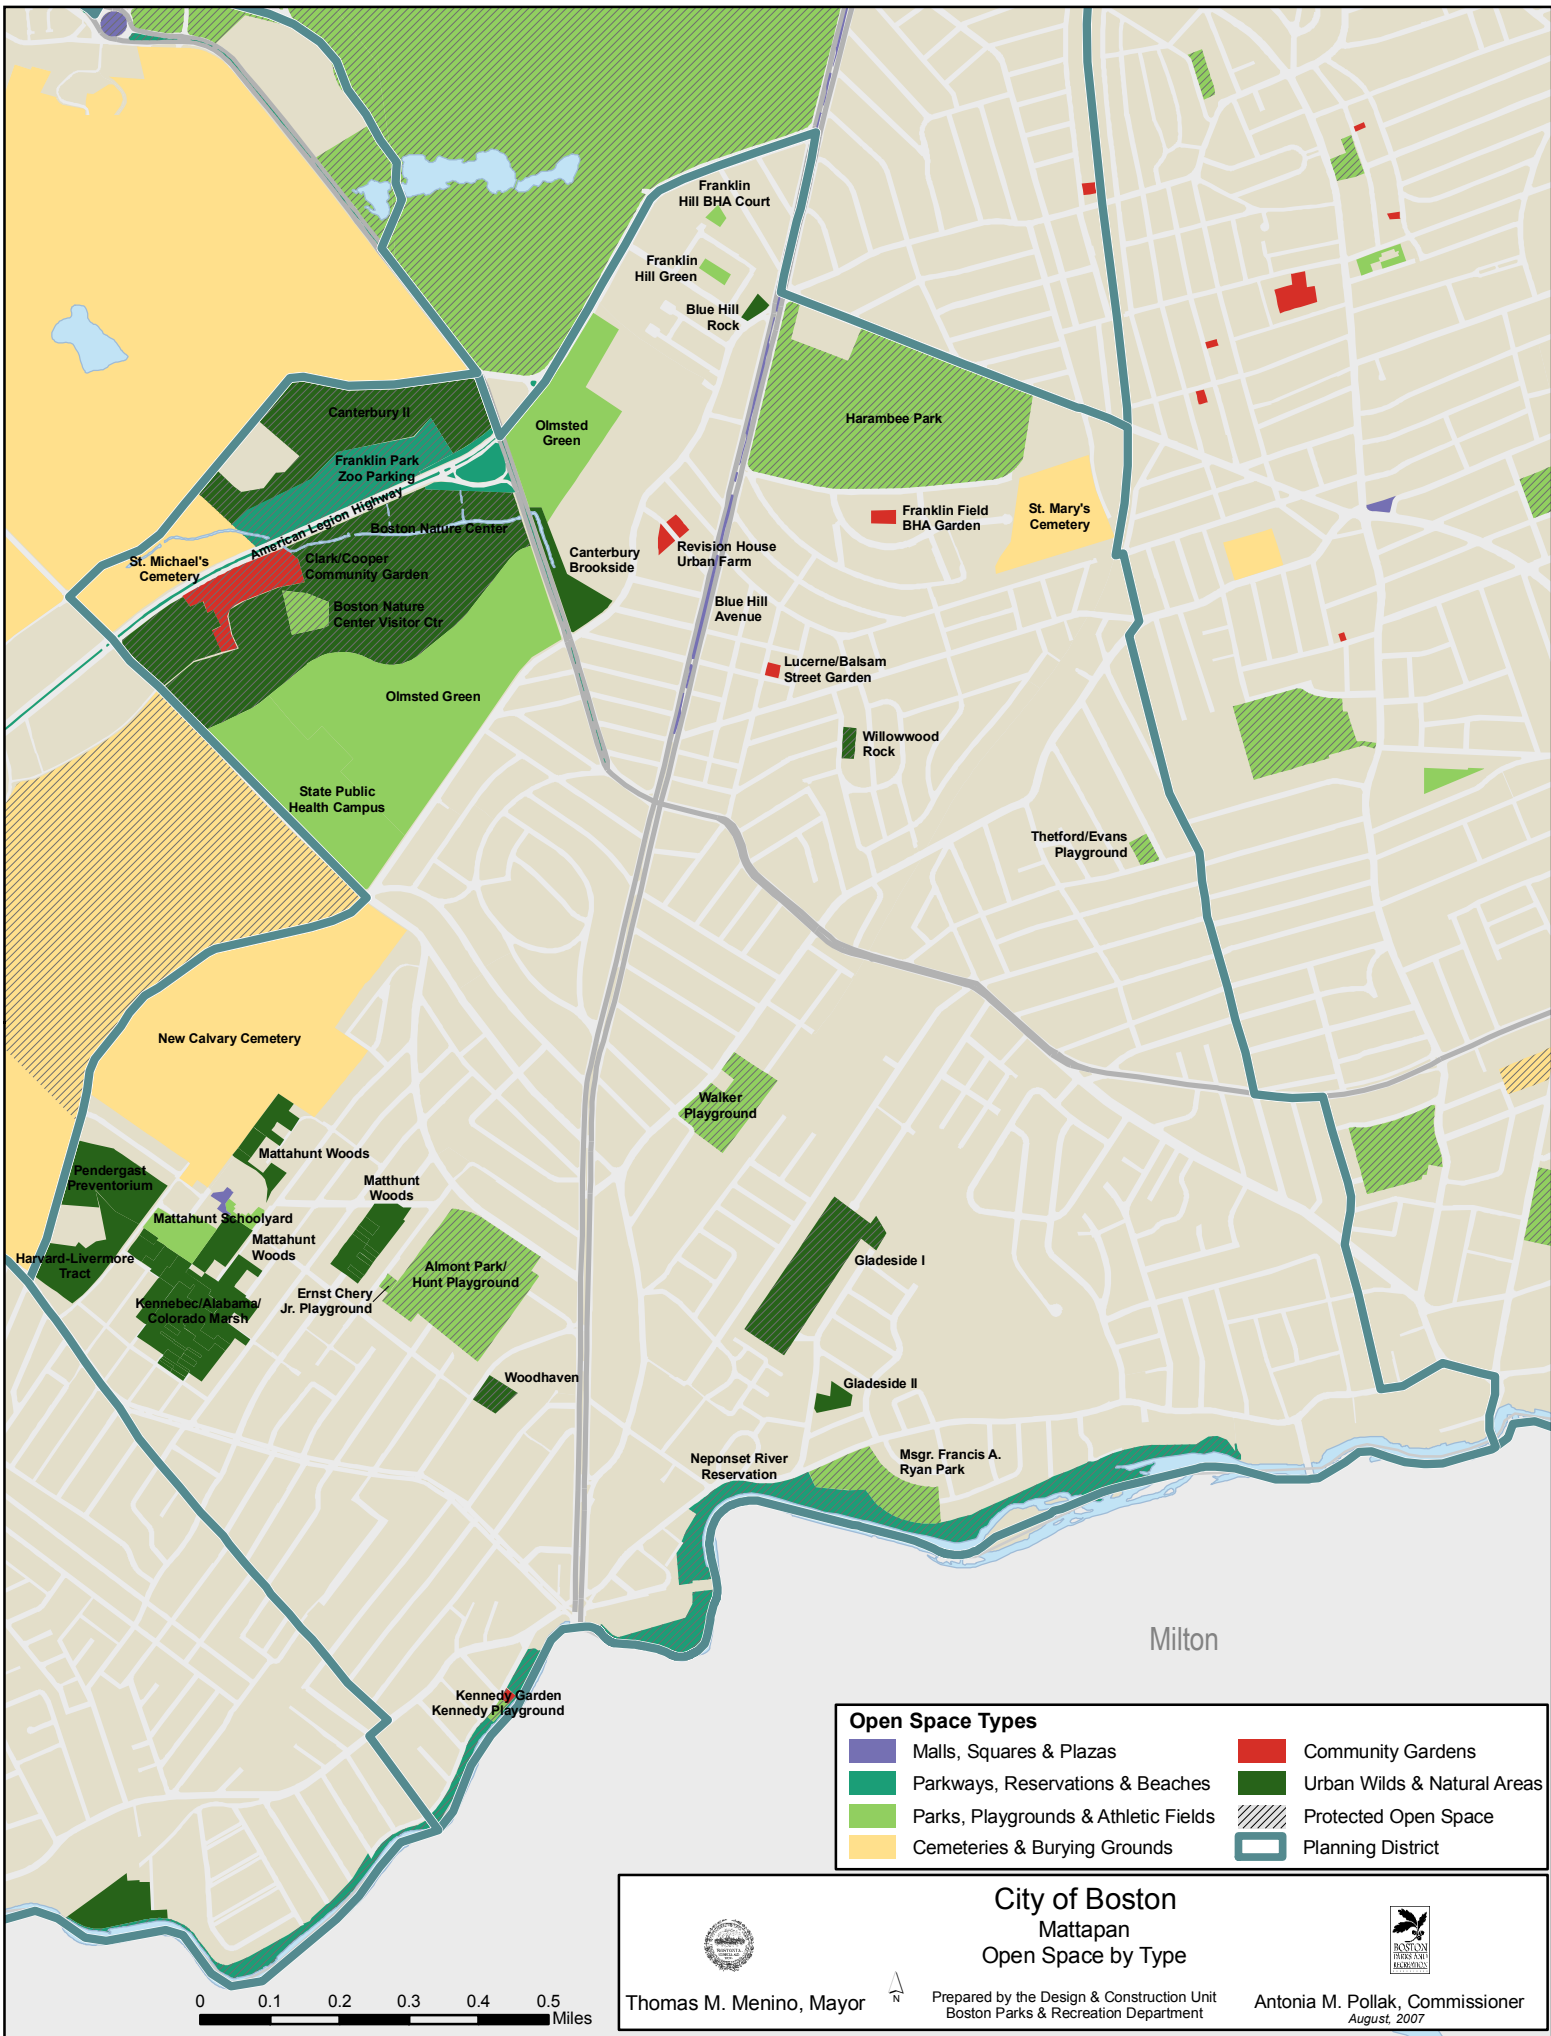 Franklin
Hill BHA Court
Franklin
Hill Green
Blue Hill
Rock
Canterbury II
Olmsted
Green
Harambee Park
Franklin Park
Zoo Parking
American Legion Highway
Boston Nature Center
Franklin Field
BHA Garden
St. Mary's
Cemetery
St. Michael's
Cemetery
Clark/Cooper
Community Garden
Canterbury
Brookside
Revision House
Urban Farm
Boston Nature
Center Visitor Ctr
Blue Hill
Avenue
Lucerne/Balsam
Street Garden
Olmsted Green
Willowwood
Rock
State Public
Health Campus
Thetford/Evans
Playground
New Calvary Cemetery
Walker
Playground
Mattahunt Woods
Pendergast
Preventorium
Matthunt
Woods
Mattahunt Schoolyard
Mattahunt
Woods
Harvard-Livermore
Tract
Almont Park/
Hunt Playground
Gladeside I
Ernst Chery
Jr. Playground
Kennebec/Alabama/
Colorado Marsh
Woodhaven
Gladeside II
Neponset River
Reservation
Msgr. Francis A.
Ryan Park
Milton
Kennedy Garden
Kennedy Playground
Open Space Types
Malls, Squares & Plazas
Parkways, Reservations & Beaches
Parks, Playgrounds & Athletic Fields
Cemeteries & Burying Grounds
Community Gardens
Urban Wilds & Natural Areas
Protected Open Space
Planning District
City of Boston
Mattapan
Open Space by Type
Thomas M. Menino, Mayor
N
Prepared by the Design & Construction Unit
Boston Parks & Recreation Department
BOSTON
PARKS AND
RECREATION
Antonia M. Pollak, Commissioner
August, 2007
0 0.1 0.2 0.3 0.4 0.5
Miles